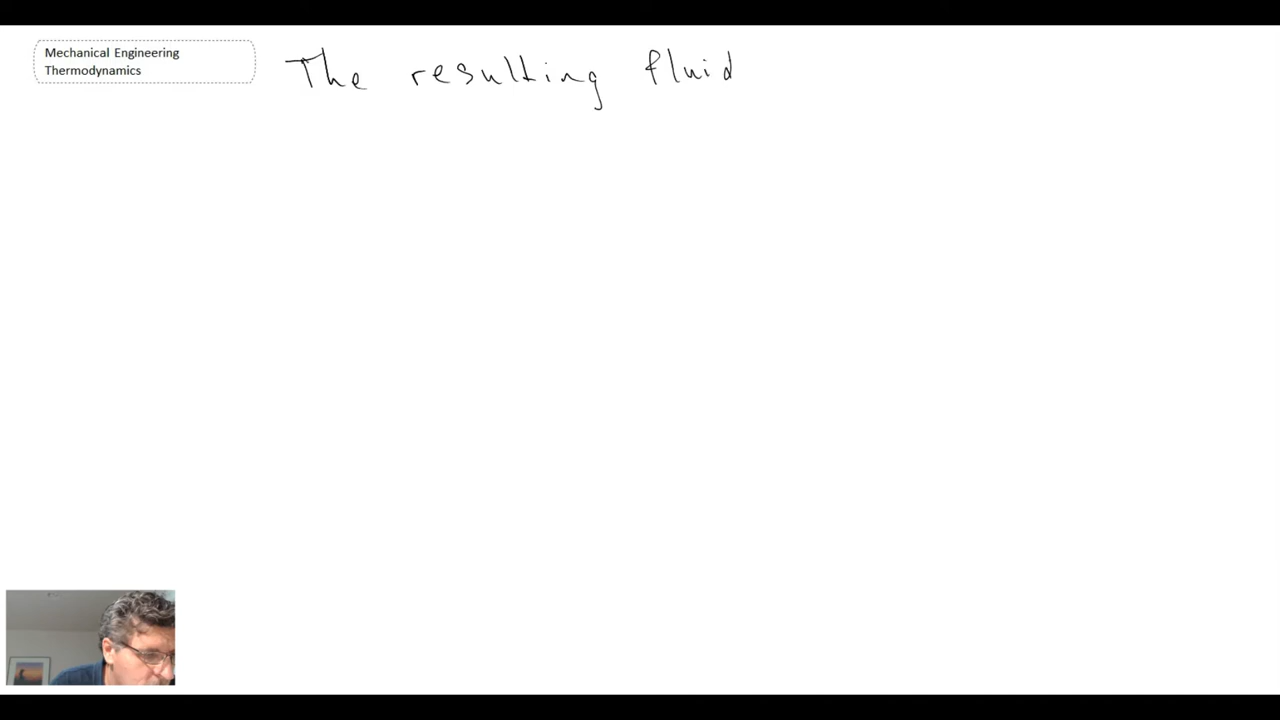 Mechanical Engineering
Thermodynamics
The resulting fluid